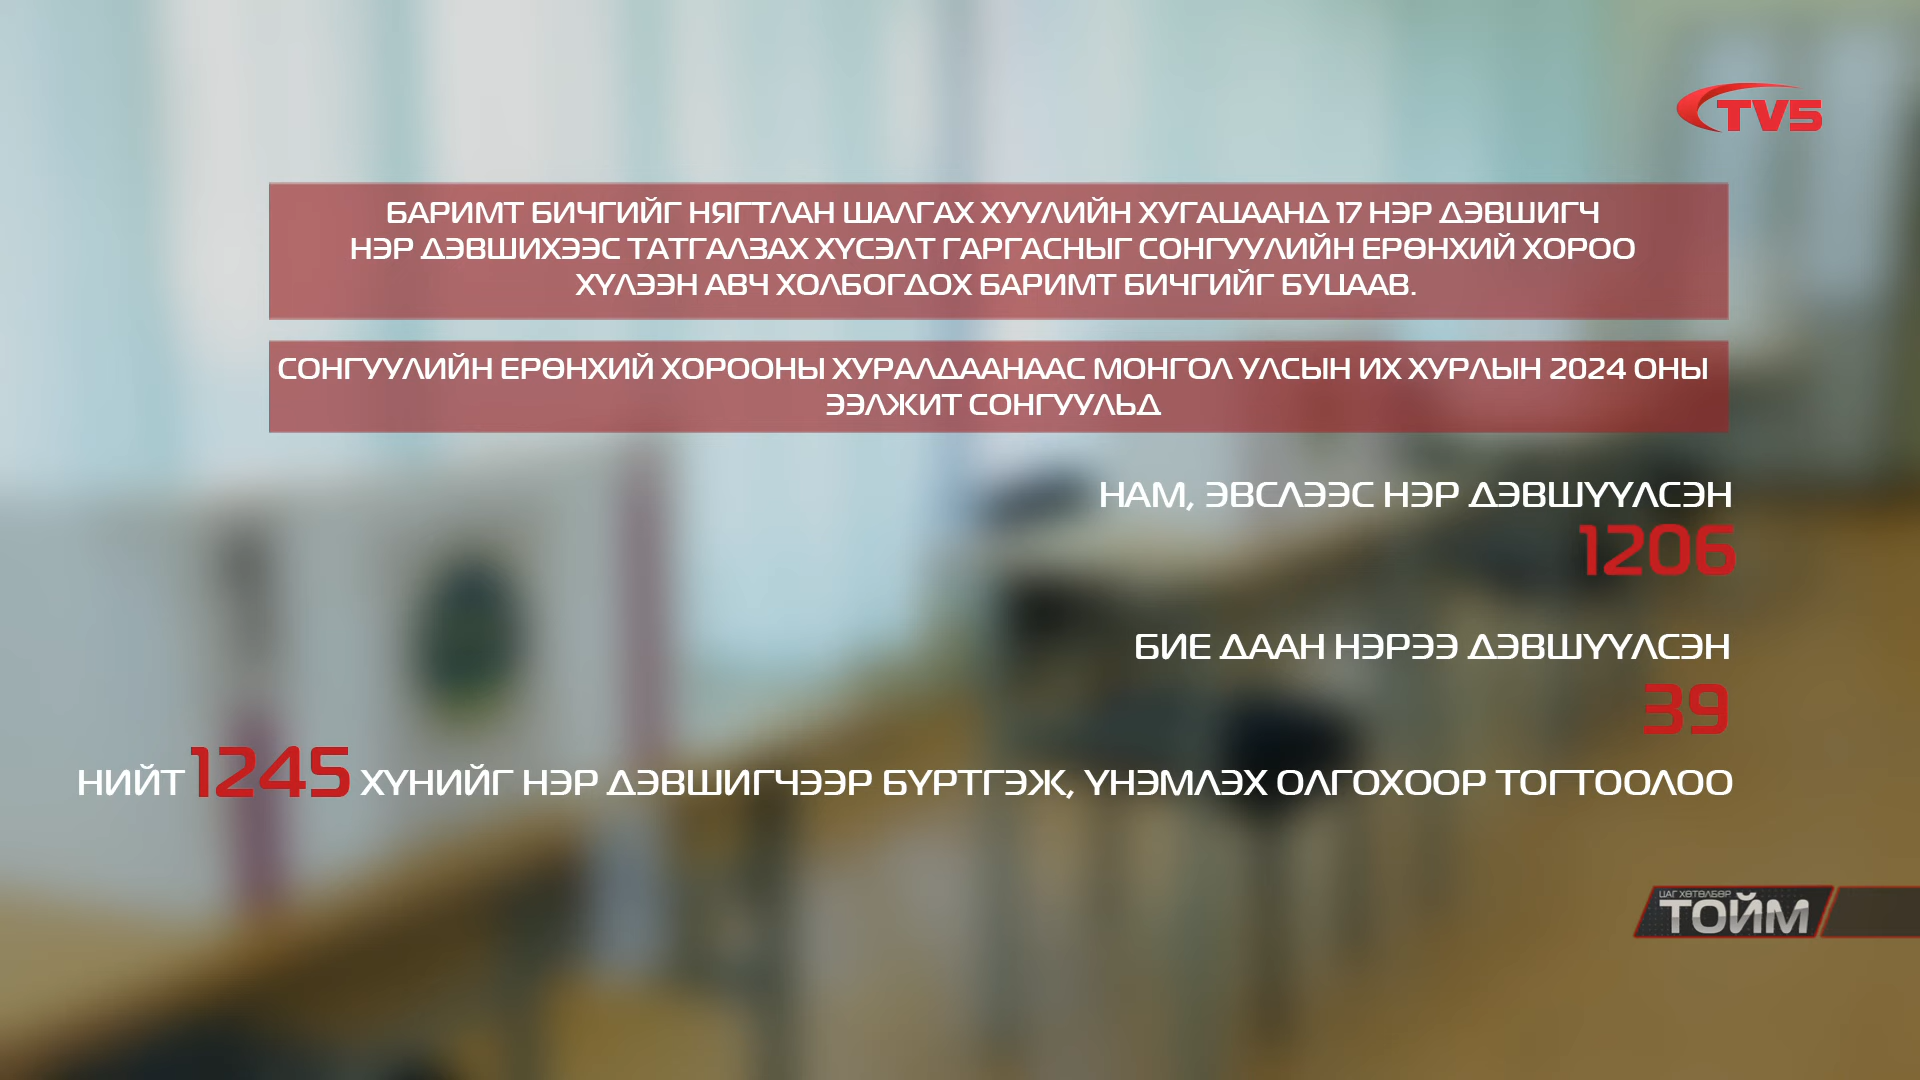 TV5
БАРИМТ БИЧГИЙГ НЯГТЛАН ШАЛГАХ ХУУЛИЙН ХУГАЦААНД 17 НЭР ДЭВШИГЧ
НЭР ДЭВШИХЭЭС ТАТГАЛЗАХ ХҮСЭЛТ ГАРГАСНЫГ СОНГУУЛИЙН ЕРӨНХИЙ ХОРОО
ХҮЛЭЭН АВЧ ХОЛБОГДОХ БАРИМТ БИЧГИЙГ БУЦААВ.
СОНГУУЛИЙН ЕРӨНХИЙ ХОРООНЫ ХУРАЛДААНААС МОНГОЛ УЛСЫН ИХ ХУРЛЫН 2024 ОНЫ
ЭЭЛЖИТ СОНГУУЛЬД
НАМ, ЭВСЛЭЭС НЭР ДЭВШҮҮЛСЭН
1206
БИЕ ДААН НЭРЭЭ ДЭВШҮҮЛСЭН
39
НИЙТ 1245 ХҮНИЙГ НЭР ДЭВШИГЧЭЭР БҮРТГЭЖ, ҮНЭМЛЭХ ОЛГОХООР ТОГТООЛОО
ЦАГ ХӨТӨЛБӨР
ТОЙМ